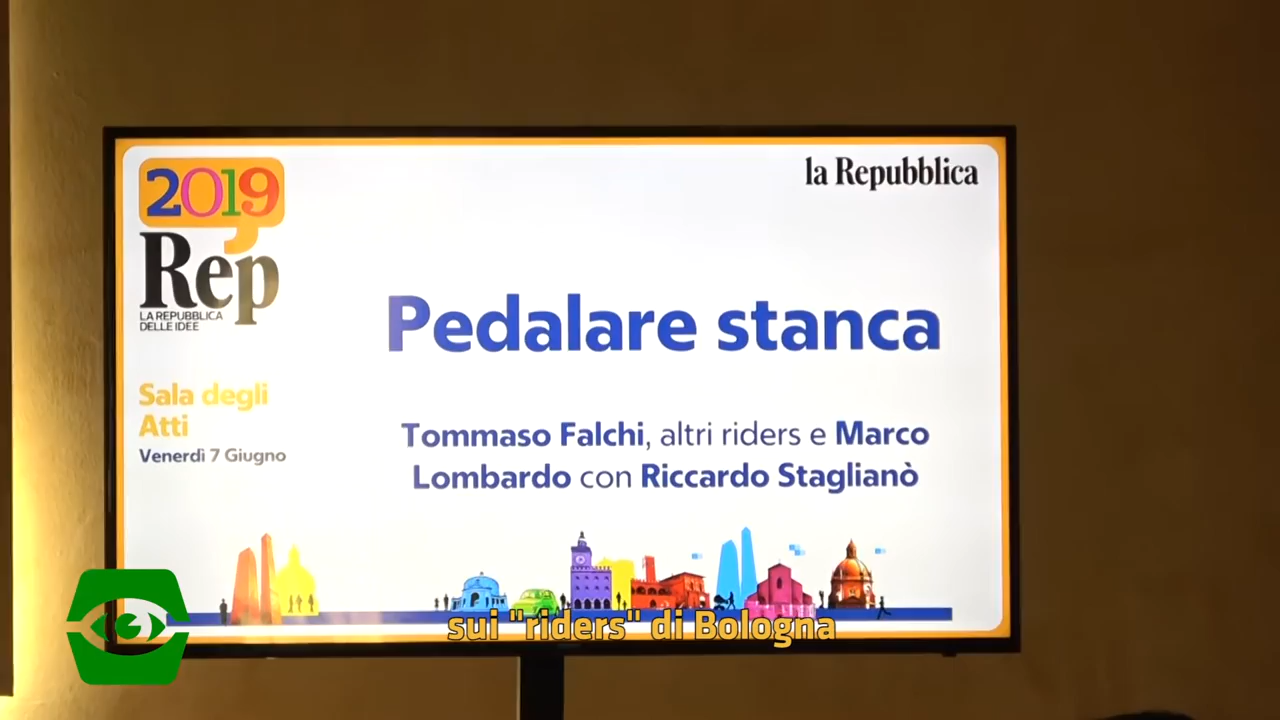 2019
Rep
LA REPUBBLICA
DELLE IDEE
la Repubblica
Pedalare stanca
Sala degli
Atti
Venerdì 7 Giugno
Tommaso Falchi, altri riders e Marco
Lombardo con Riccardo Staglianò
sui "riders" di Bologna